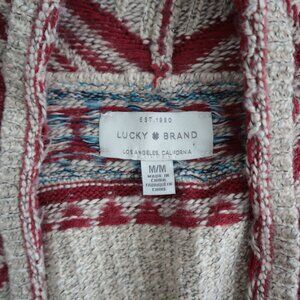 EST. 1990
LUCKY BRAND
LOS ANGELES, CALIFORNIA
M/M
MADE IN
CHINA
FABRIQUÉ EN
CHINE